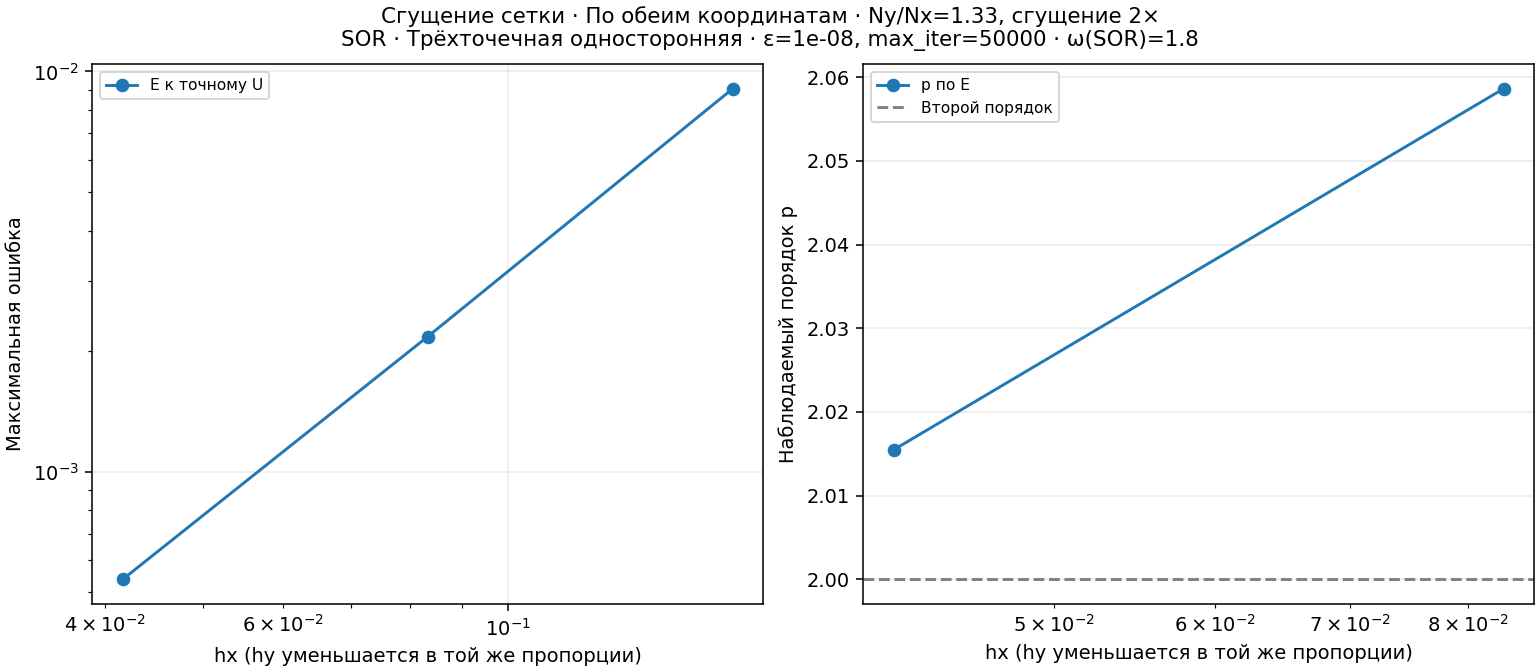 Сгущение сетки · По обеим координатам · Ny/Nx=1.33, сгущение 2×
SOR · Трёхточечная односторонняя · ε=1e-08, max_iter=50000 · ω(SOR)=1.8
E к точному U
Максимальная ошибка
10⁻²
10⁻³
4 × 10⁻²
6 × 10⁻²
10⁻¹
hx (hy уменьшается в той же пропорции)
p по E
Второй порядок
Наблюдаемый порядок p
2.06
2.05
2.04
2.03
2.02
2.01
2.00
5 × 10⁻²
6 × 10⁻²
7 × 10⁻²
8 × 10⁻²
hx (hy уменьшается в той же пропорции)